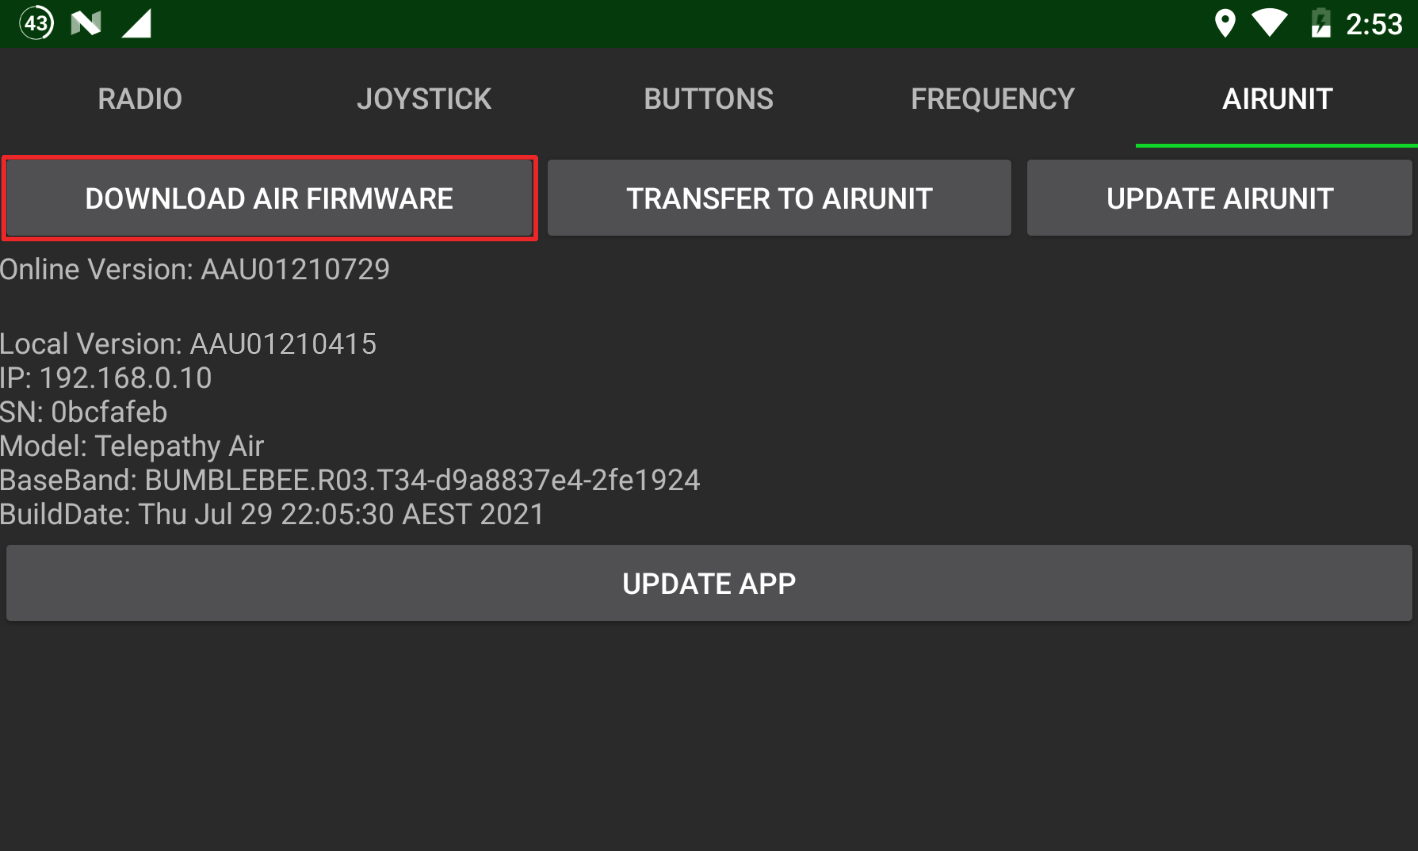 43 2:53
RADIO JOYSTICK BUTTONS FREQUENCY AIRUNIT
DOWNLOAD AIR FIRMWARE TRANSFER TO AIRUNIT UPDATE AIRUNIT
Online Version: AAU01210729
Local Version: AAU01210415
IP: 192.168.0.10
SN: 0bcfafeb
Model: Telepathy Air
BaseBand: BUMBLEBEE.R03.T34-d9a8837e4-2fe1924
BuildDate: Thu Jul 29 22:05:30 AEST 2021
UPDATE APP